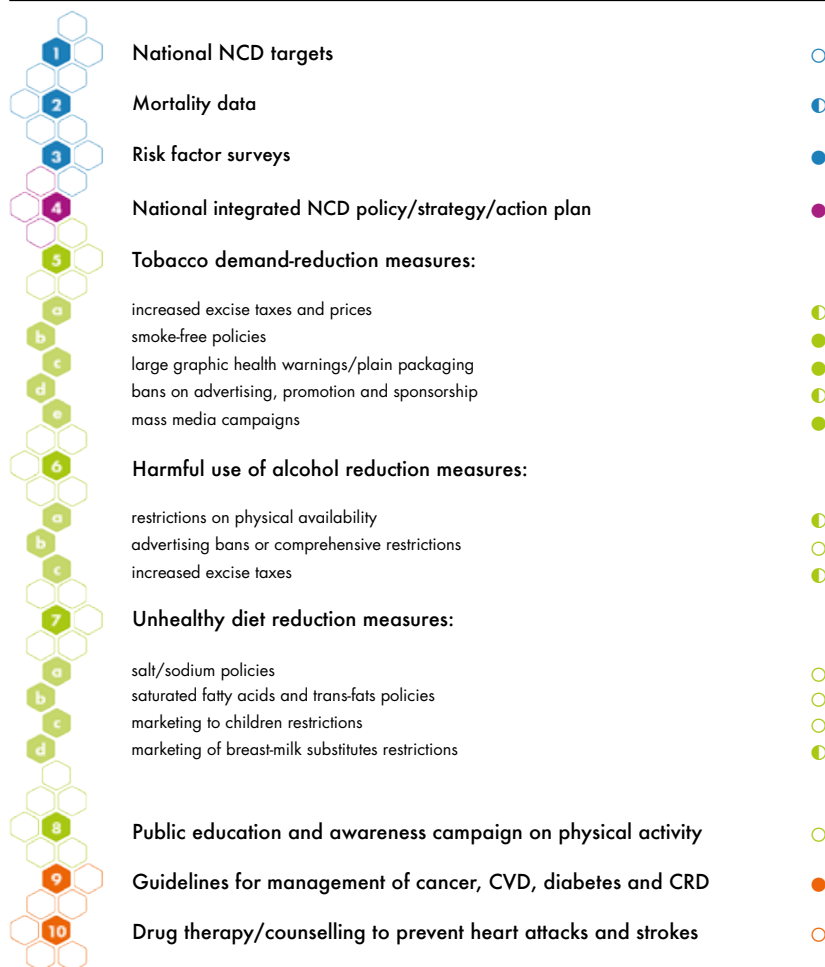 1 National NCD targets
2 Mortality data
3 Risk factor surveys
4 National integrated NCD policy/strategy/action plan
5 Tobacco demand-reduction measures:
a increased excise taxes and prices
b smoke-free policies
c large graphic health warnings/plain packaging
d bans on advertising, promotion and sponsorship
e mass media campaigns
6 Harmful use of alcohol reduction measures:
a restrictions on physical availability
b advertising bans or comprehensive restrictions
c increased excise taxes
7 Unhealthy diet reduction measures:
a salt/sodium policies
b saturated fatty acids and trans-fats policies
c marketing to children restrictions
d marketing of breast-milk substitutes restrictions
8 Public education and awareness campaign on physical activity
9 Guidelines for management of cancer, CVD, diabetes and CRD
10 Drug therapy/counselling to prevent heart attacks and strokes